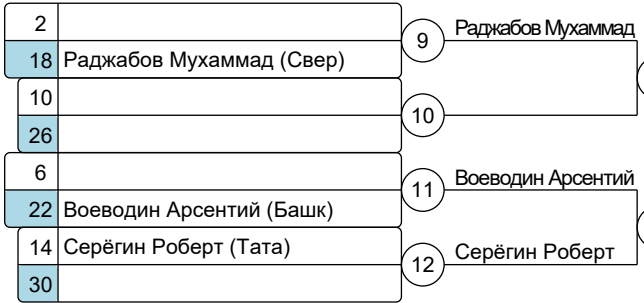 2
18 Раджабов Мухаммад (Свер)
9 Раджабов Мухаммад
10
26
10
6
22 Воеводин Арсентий (Башк)
11 Воеводин Арсентий
14 Серёгин Роберт (Тата)
30
12 Серёгин Роберт